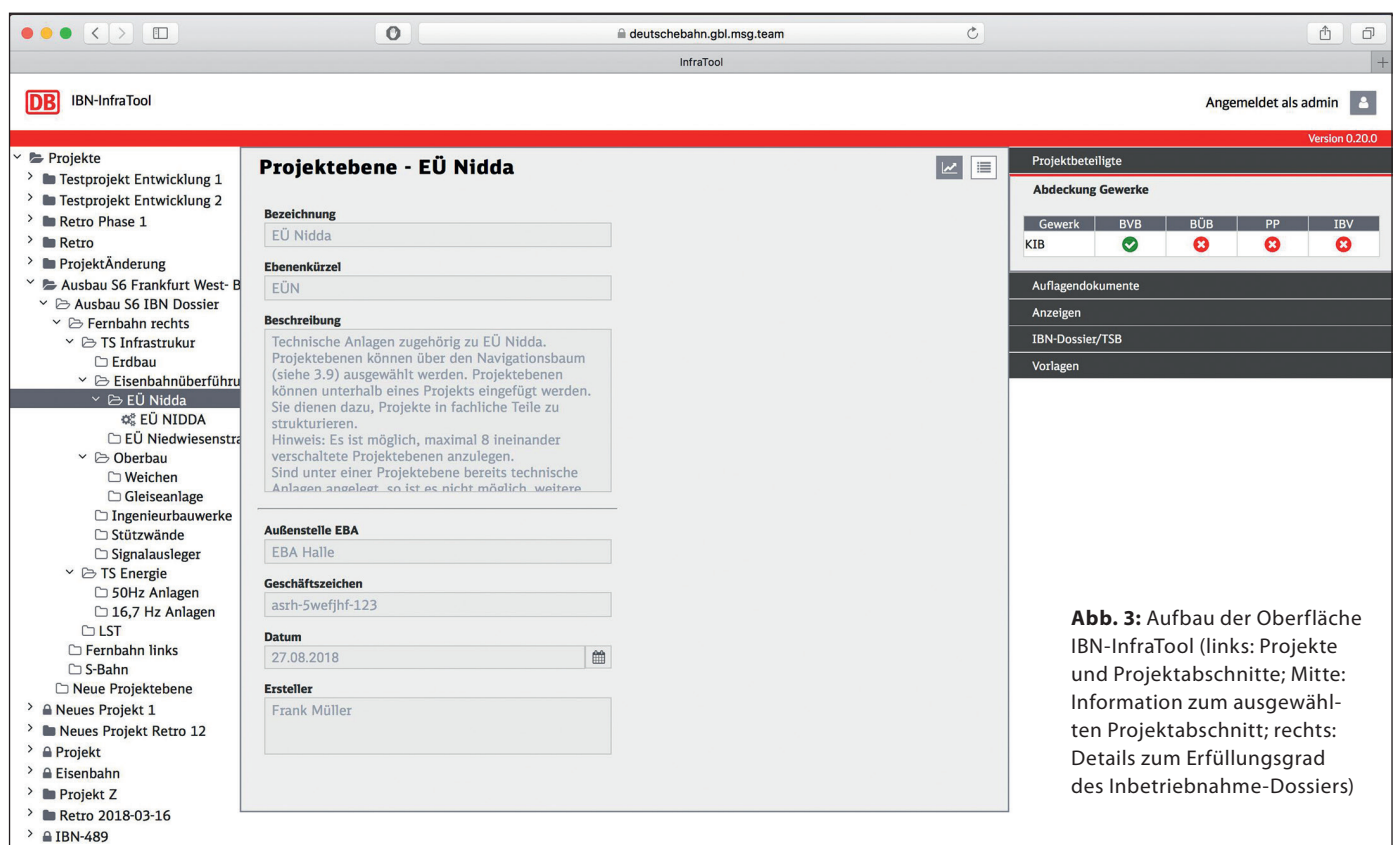 deutschebahn.gbl.msg.team
InfraTool
DB IBN-InfraTool
Angemeldet als admin
Version 0.20.0
Projekte
Testprojekt Entwicklung 1
Testprojekt Entwicklung 2
Retro Phase 1
Retro
ProjektÄnderung
Ausbau S6 Frankfurt West- B
Ausbau S6 IBN Dossier
Fernbahn rechts
TS Infrastrukur
Erdbau
Eisenbahnüberführu
EÜ Nidda
EÜ NIDDA
EÜ Niedwiesenstra
Oberbau
Weichen
Gleiseanlage
Ingenieurbauwerke
Stützwände
Signalausleger
TS Energie
50Hz Anlagen
16,7 Hz Anlagen
LST
Fernbahn links
S-Bahn
Neue Projektebene
Neues Projekt 1
Neues Projekt Retro 12
Projekt
Eisenbahn
Projekt Z
Retro 2018-03-16
IBN-489
Projektebene - EÜ Nidda
Bezeichnung
EÜ Nidda
Ebenenkürzel
EÜN
Beschreibung
Technische Anlagen zugehörig zu EÜ Nidda.
Projektebenen können über den Navigationsbaum
(siehe 3.9) ausgewählt werden. Projektebenen
können unterhalb eines Projekts eingefügt werden.
Sie dienen dazu, Projekte in fachliche Teile zu
strukturieren.
Hinweis: Es ist möglich, maximal 8 ineinander
verschaltete Projektebenen anzulegen.
Sind unter einer Projektebene bereits technische
Anlagen angelegt, so ist es nicht möglich, weitere
Außenstelle EBA
EBA Halle
Geschäftszeichen
asrh-5wefjhf-123
Datum
27.08.2018
Ersteller
Frank Müller
Projektbeteiligte
Abdeckung Gewerke
Gewerk BVB BÜB PP IBV
KIB
Auflagendokumente
Anzeigen
IBN-Dossier/TSB
Vorlagen
Abb. 3: Aufbau der Oberfläche
IBN-InfraTool (links: Projekte
und Projektabschnitte; Mitte:
Information zum ausgewähl-
ten Projektabschnitt; rechts:
Details zum Erfüllungsgrad
des Inbetriebnahme-Dossiers)